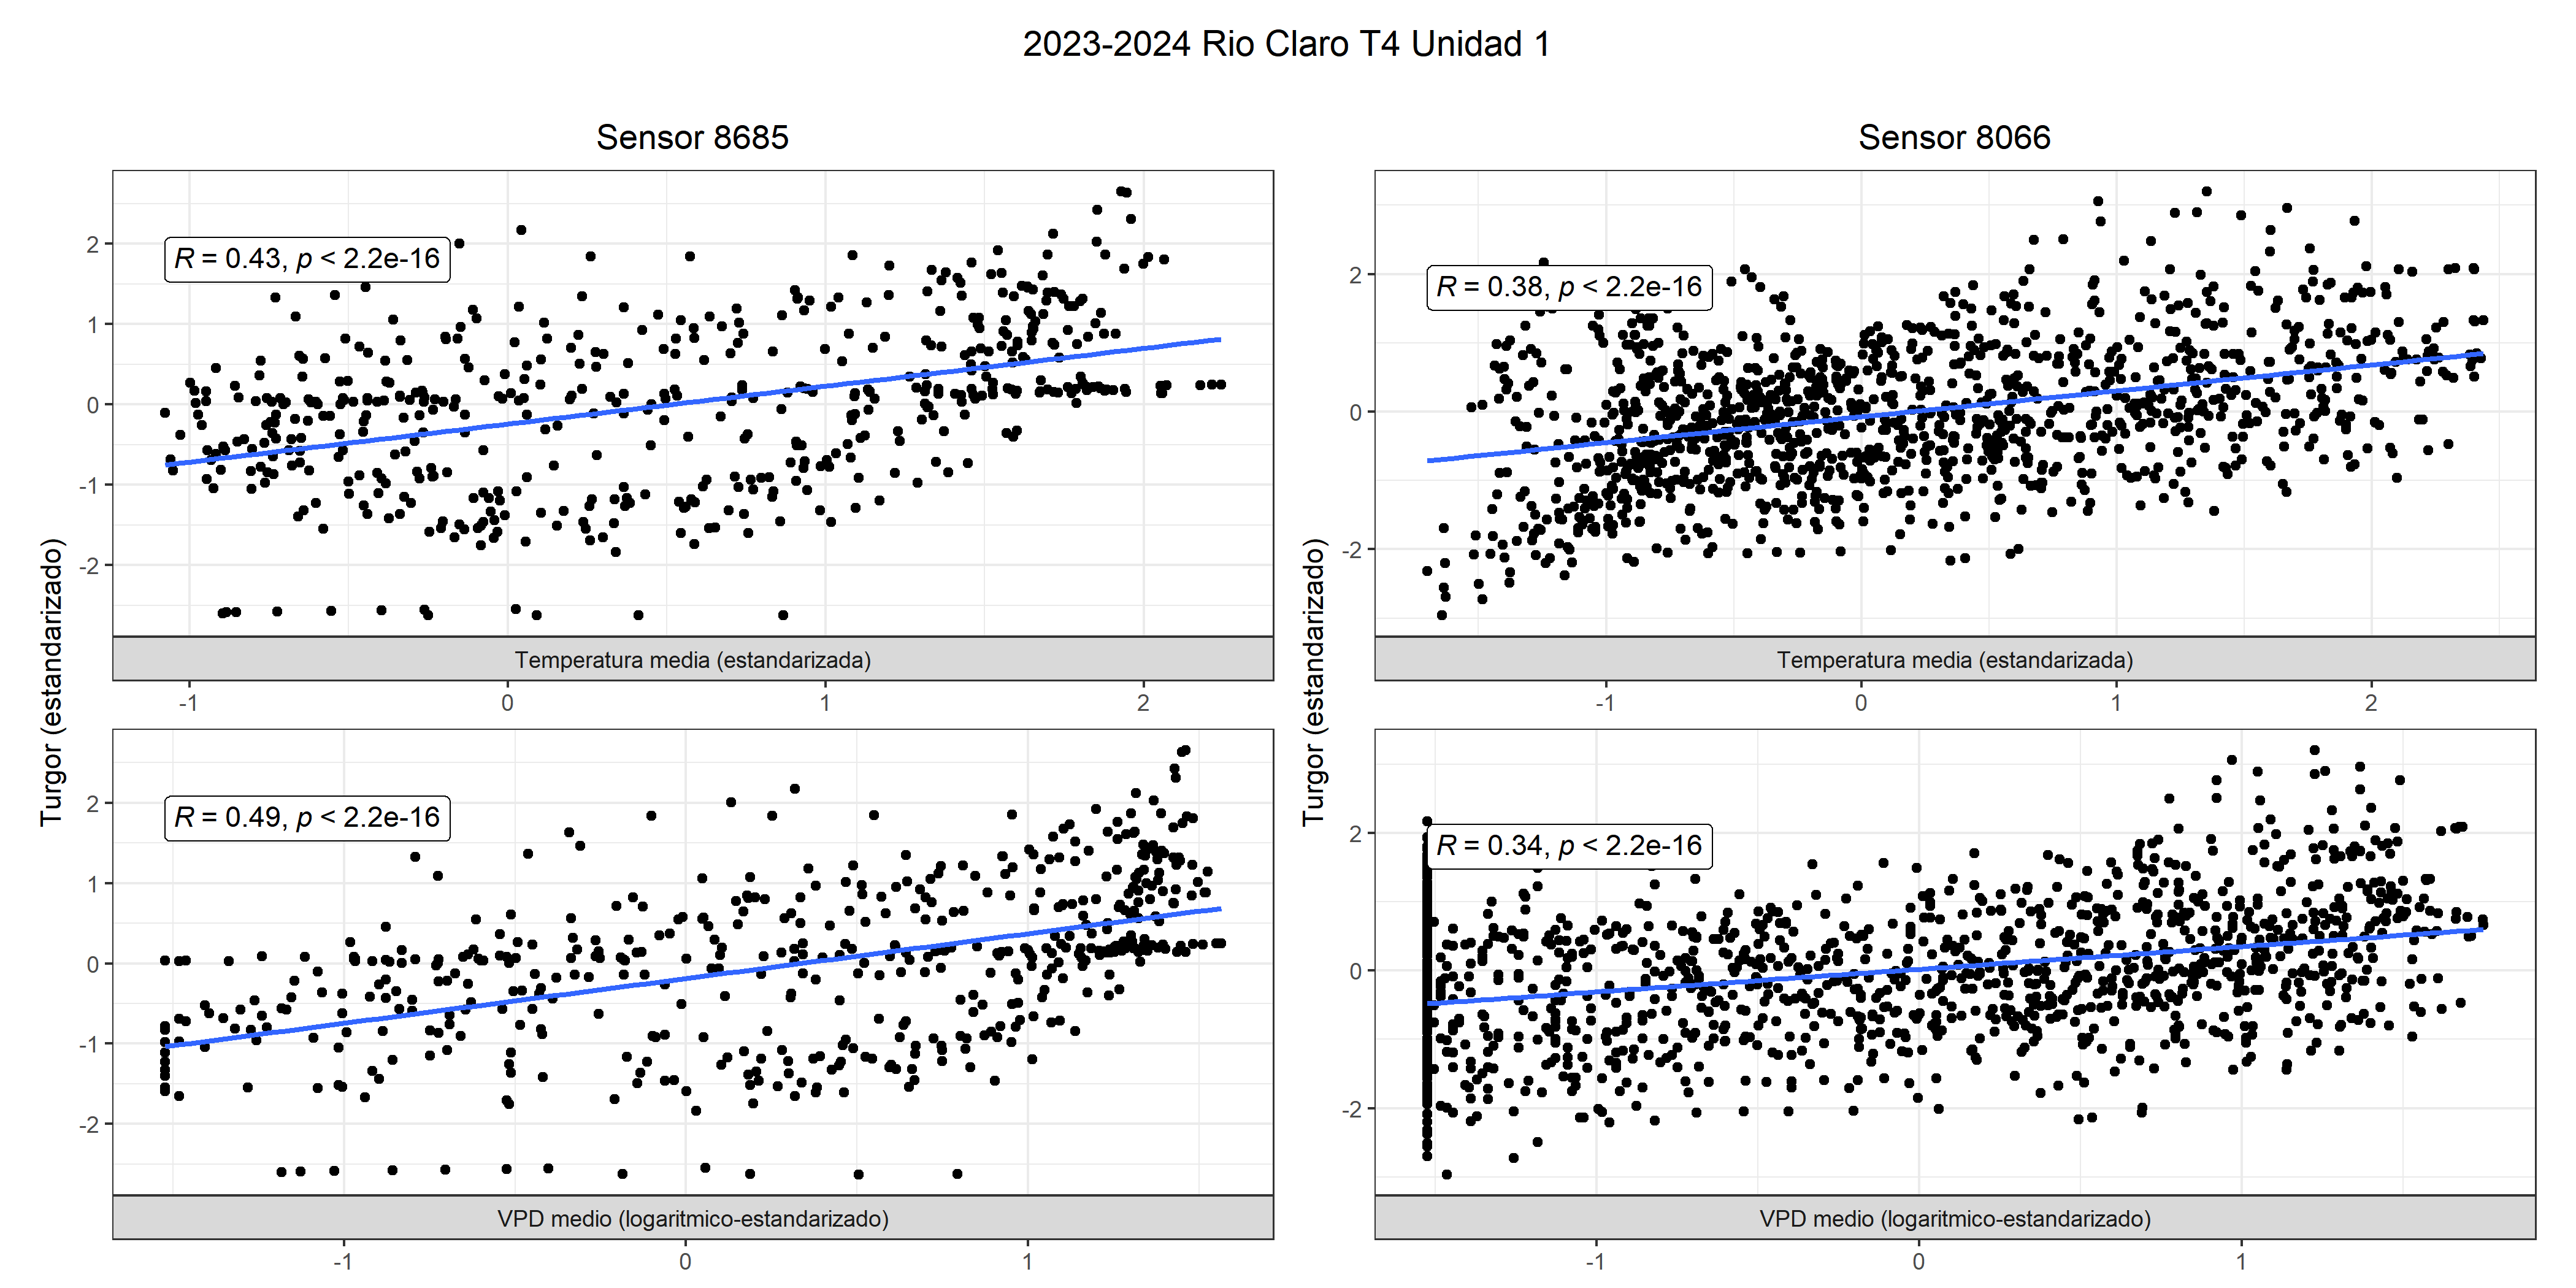 2023-2024 Rio Claro T4 Unidad 1
Sensor 8685
Sensor 8066
Turgor (estandarizado)
2
1
0
-1
-2
R = 0.43, p < 2.2e-16
Temperatura media (estandarizada)
-1 0 1 2
2
1
0
-1
-2
R = 0.49, p < 2.2e-16
VPD medio (logaritmico-estandarizado)
-1 0 1
Turgor (estandarizado)
2
0
-2
R = 0.38, p < 2.2e-16
Temperatura media (estandarizada)
-1 0 1 2
2
0
-2
R = 0.34, p < 2.2e-16
VPD medio (logaritmico-estandarizado)
-1 0 1